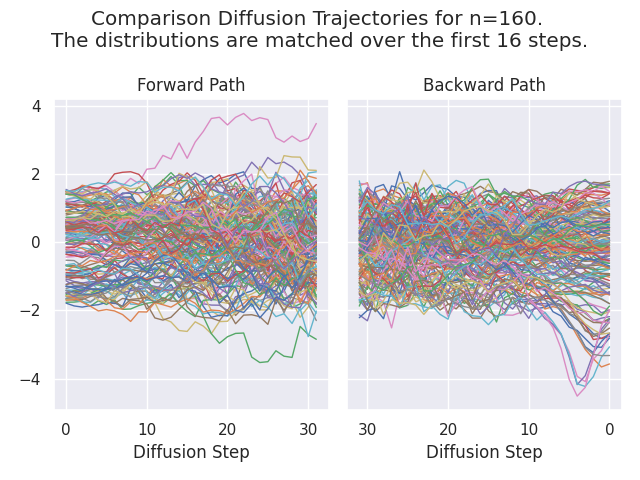 Comparison Diffusion Trajectories for n=160.
The distributions are matched over the first 16 steps.
Forward Path
Backward Path
4
2
0
−2
−4
0 10 20 30
30 20 10 0
Diffusion Step
Diffusion Step